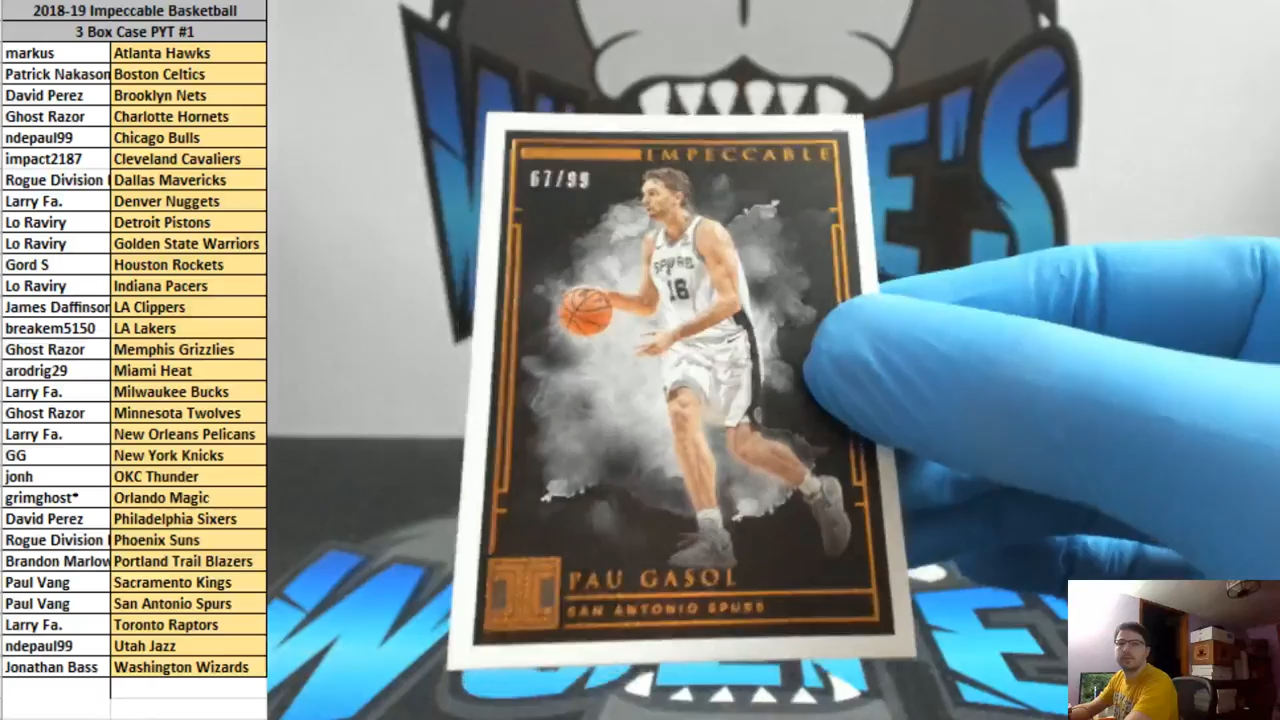 2018-19 Impeccable Basketball
3 Box Case PYT #1
markus Atlanta Hawks
Patrick Nakason Boston Celtics
David Perez Brooklyn Nets
Ghost Razor Charlotte Hornets
ndepaul99 Chicago Bulls
impact2187 Cleveland Cavaliers
Rogue Division Dallas Mavericks
Larry Fa. Denver Nuggets
Lo Raviry Detroit Pistons
Lo Raviry Golden State Warriors
Gord S Houston Rockets
Lo Raviry Indiana Pacers
James Daffinson LA Clippers
breakem5150 LA Lakers
Ghost Razor Memphis Grizzlies
arodrig29 Miami Heat
Larry Fa. Milwaukee Bucks
Ghost Razor Minnesota Twolves
Larry Fa. New Orleans Pelicans
GG New York Knicks
jonh OKC Thunder
grimghost* Orlando Magic
David Perez Philadelphia Sixers
Rogue Division Phoenix Suns
Brandon Marlow Portland Trail Blazers
Paul Vang Sacramento Kings
Paul Vang San Antonio Spurs
Larry Fa. Toronto Raptors
ndepaul99 Utah Jazz
Jonathan Bass Washington Wizards
IMPECCABLE
67/99
SPURS
16
PAU GASOL
SAN ANTONIO SPURS